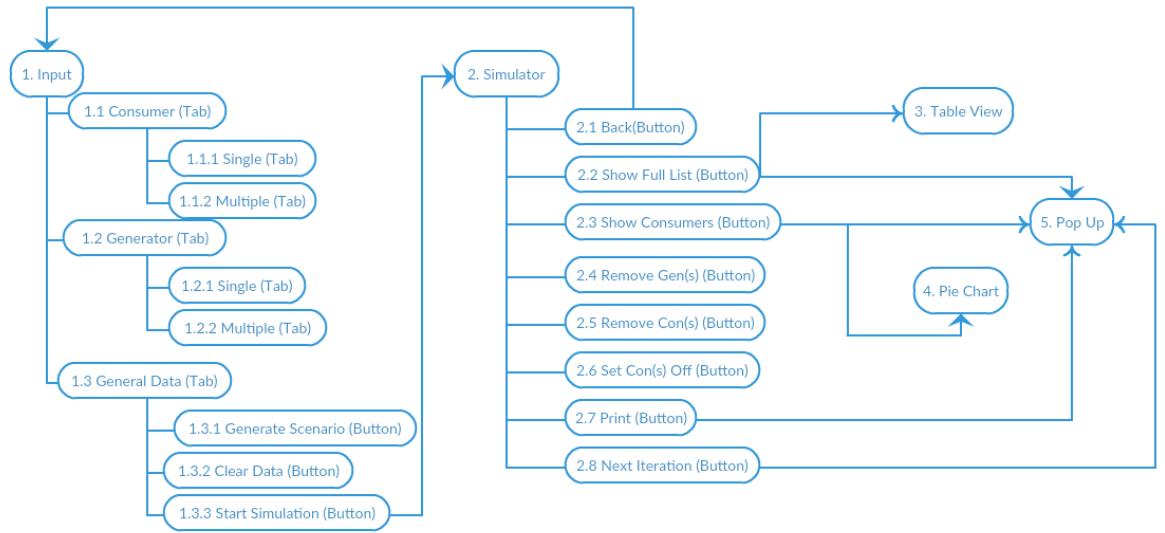 1. Input
1.1 Consumer (Tab)
1.1.1 Single (Tab)
1.1.2 Multiple (Tab)
1.2 Generator (Tab)
1.2.1 Single (Tab)
1.2.2 Multiple (Tab)
1.3 General Data (Tab)
1.3.1 Generate Scenario (Button)
1.3.2 Clear Data (Button)
1.3.3 Start Simulation (Button)
2. Simulator
2.1 Back(Button)
2.2 Show Full List (Button)
2.3 Show Consumers (Button)
2.4 Remove Gen(s) (Button)
2.5 Remove Con(s) (Button)
2.6 Set Con(s) Off (Button)
2.7 Print (Button)
2.8 Next Iteration (Button)
3. Table View
4. Pie Chart
5. Pop Up